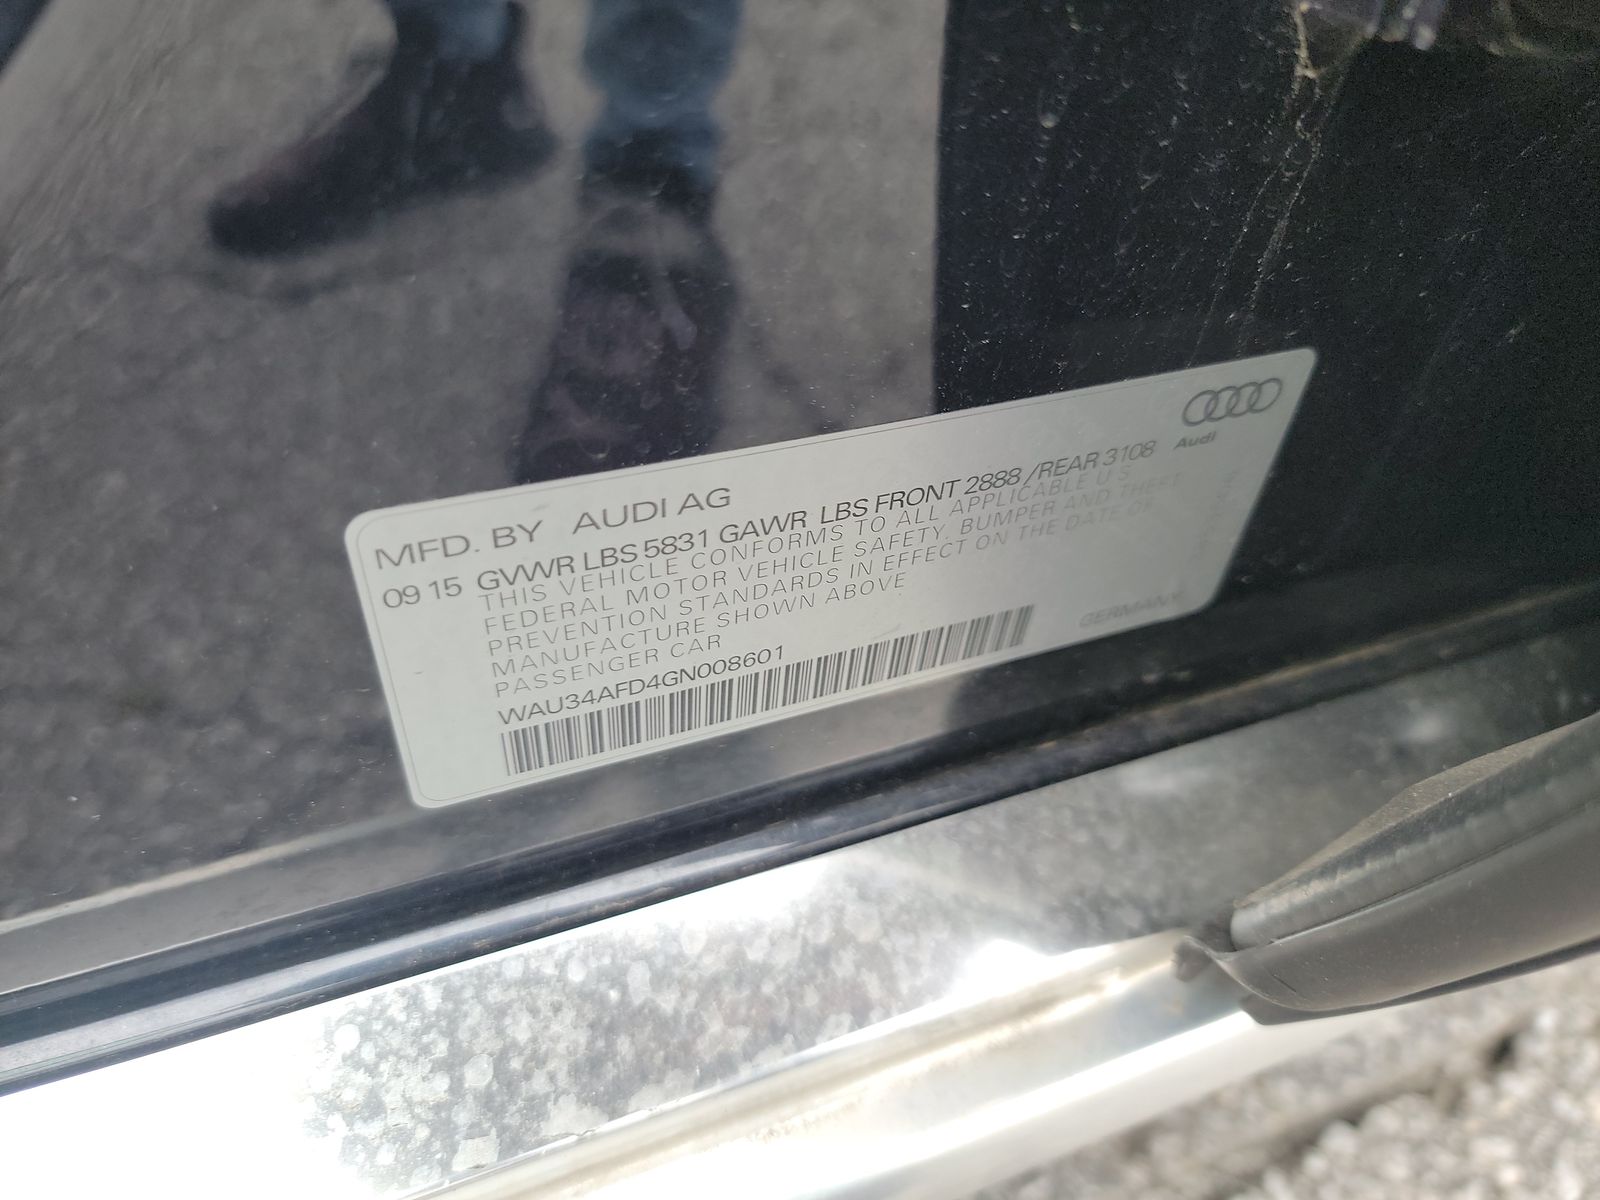 Audi
MFD. BY AUDI AG
09 15 GVWR LBS 5831 GAWR LBS FRONT 2888 /REAR 3108
THIS VEHICLE CONFORMS TO ALL APPLICABLE U S
FEDERAL MOTOR VEHICLE SAFETY, BUMPER AND THEFT
PREVENTION STANDARDS IN EFFECT ON THE DATE OF
MANUFACTURE SHOWN ABOVE
PASSENGER CAR
WAU34AFD4GN008601
GERMANY